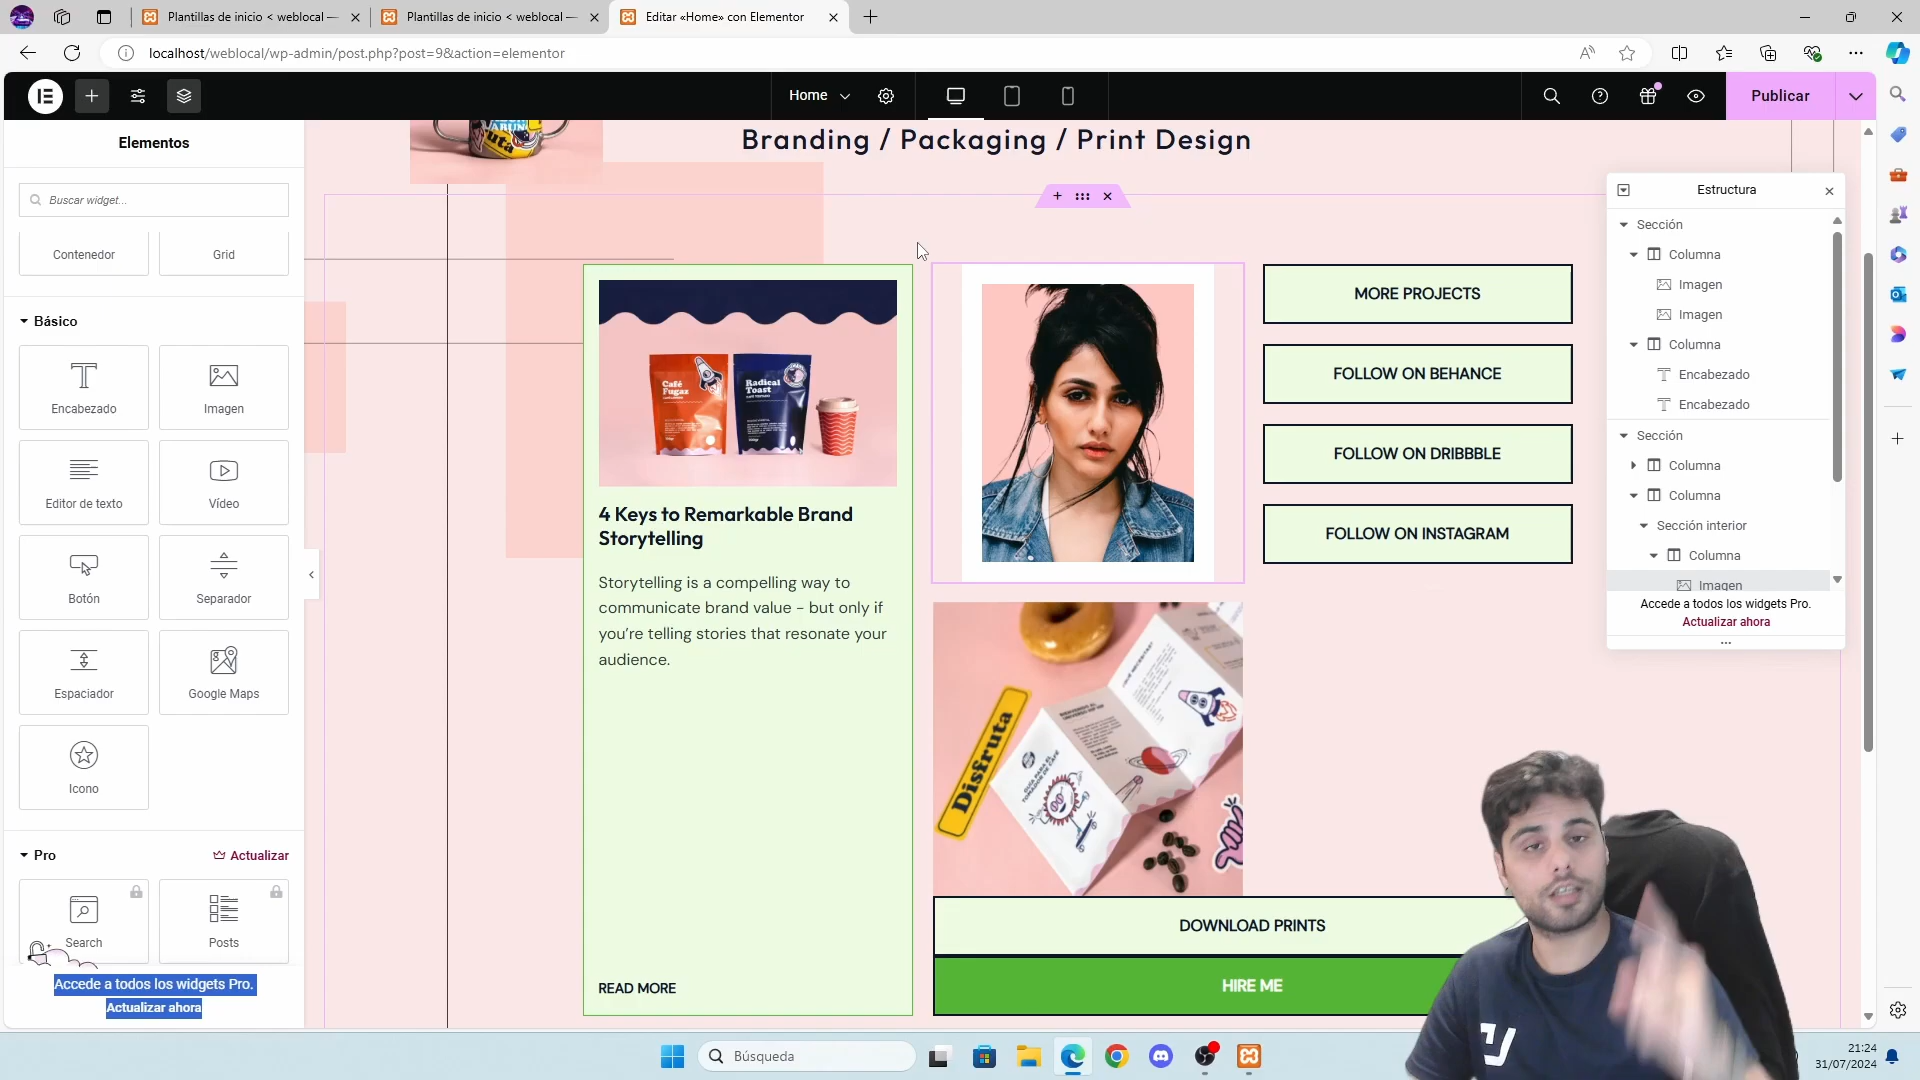 Plantillas de inicio < weblocal —
Plantillas de inicio < weblocal —
Editar «Home» con Elementor
localhost/weblocal/wp-admin/post.php?post=9&action=elementor
Home
Publicar
Elementos
Buscar widget...
Contenedor
Grid
Básico
Encabezado
Imagen
Editor de texto
Vídeo
Botón
Separador
Espaciador
Google Maps
Icono
Pro
Actualizar
Search
Posts
Accede a todos los widgets Pro.
Actualizar ahora
Branding / Packaging / Print Design
Café
Fugaz
Radical
Toast
4 Keys to Remarkable Brand
Storytelling
Storytelling is a compelling way to
communicate brand value - but only if
you're telling stories that resonate your
audience.
READ MORE
Disfruta
MORE PROJECTS
FOLLOW ON BEHANCE
FOLLOW ON DRIBBBLE
FOLLOW ON INSTAGRAM
DOWNLOAD PRINTS
HIRE ME
Estructura
Sección
Columna
Imagen
Imagen
Columna
Encabezado
Encabezado
Sección
Columna
Columna
Sección interior
Columna
Imagen
Accede a todos los widgets Pro.
Actualizar ahora
Búsqueda
21:24
31/07/2024